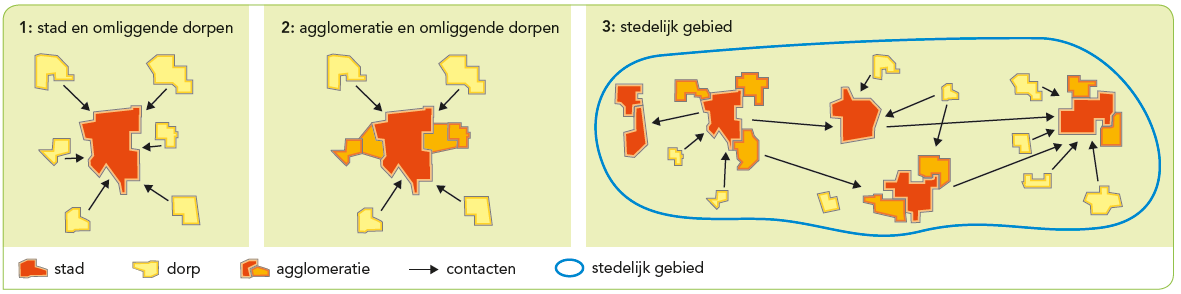 1: stad en omliggende dorpen
2: agglomeratie en omliggende dorpen
3: stedelijk gebied
stad
dorp
agglomeratie
contacten
stedelijk gebied